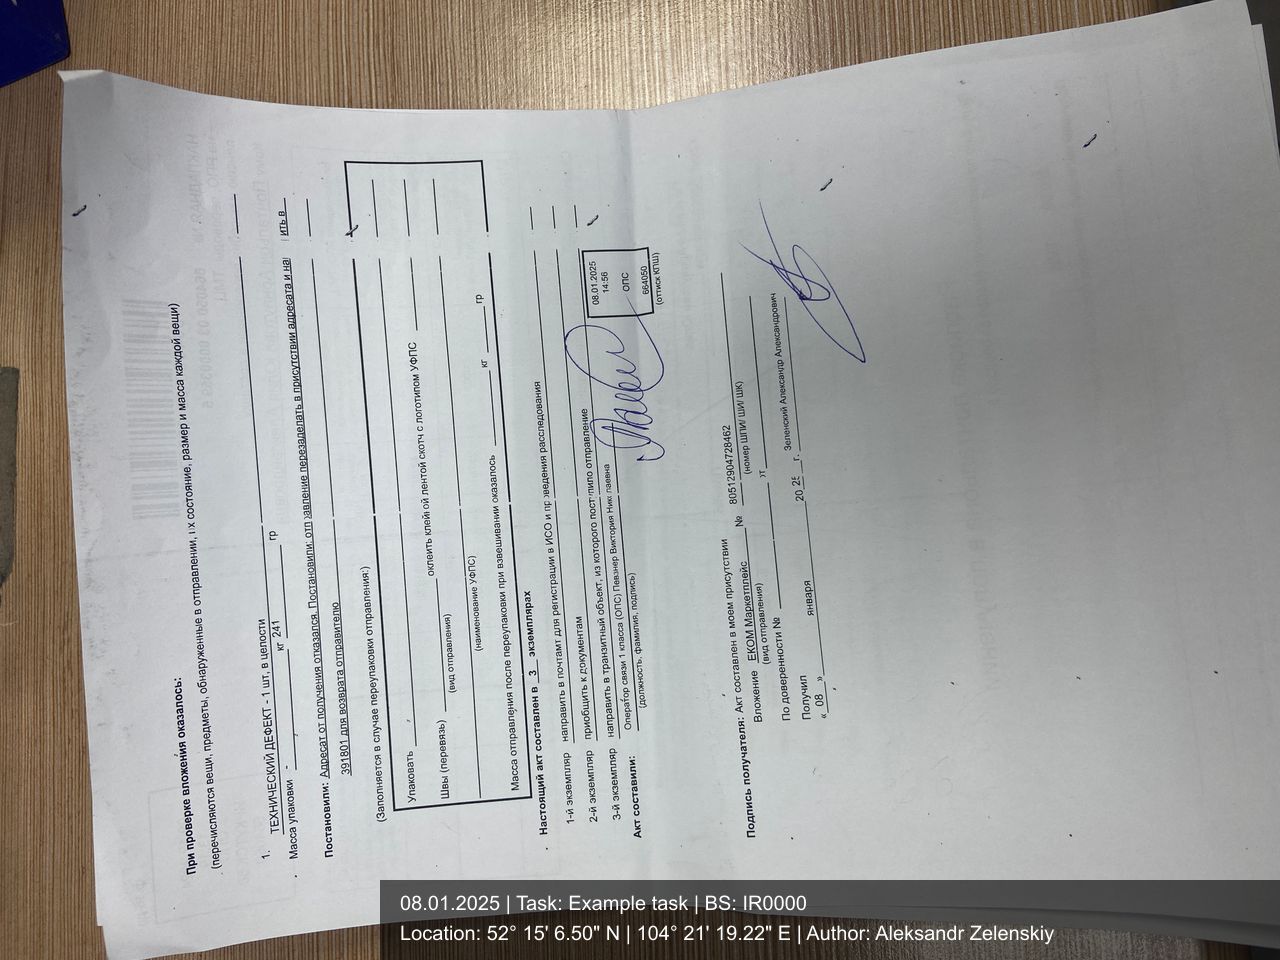 При проверке вложения оказалось:
(перечисляются вещи, предметы, обнаруженные в отправлении, их состояние, размер и масса каждой вещи)
1. ТЕХНИЧЕСКИЙ ДЕФЕКТ - 1 шт, в целости
Масса упаковки - кг 241 гр
Постановили: Адресат от получения отказался. Постановили: отправление перезаделать в присутствии адресата и на ить в
391801 для возврата отправителю
(Заполняется в случае переупаковки отправления:)
Упаковать оклеить клейкой лентой скотч с логотипом УФПС
(вид отправления)
Швы (перевязь)
(наименование УФПС)
Масса отправления после переупаковки при взвешивании оказалось кг гр
Настоящий акт составлен в 3 экземплярах
1-й экземпляр направить в почтамт для регистрации в ИСО и проведения расследования
2-й экземпляр приобщить к документам
3-й экземпляр направить в транзитный объект, из которого поступило отправление
Акт составили: Оператор связи 1 класса (ОПС) Певзнер Виктория Николаевна
(должность, фамилия, подпись)
08.01.2025
14:56
ОПС
664050
(оттиск КПШ)
Подпись получателя: Акт составлен в моем присутствии
Вложение ЕКОМ Маркетплейс № 80512904728462
(вид отправления) (номер ШПИ/ ШИ/ ШК)
По доверенности № от
Получил
« 08 » января 20 25 г. Зеленский Александр Александрович
08.01.2025 | Task: Example task | BS: IR0000
Location: 52° 15' 6.50" N | 104° 21' 19.22" E | Author: Aleksandr Zelenskiy